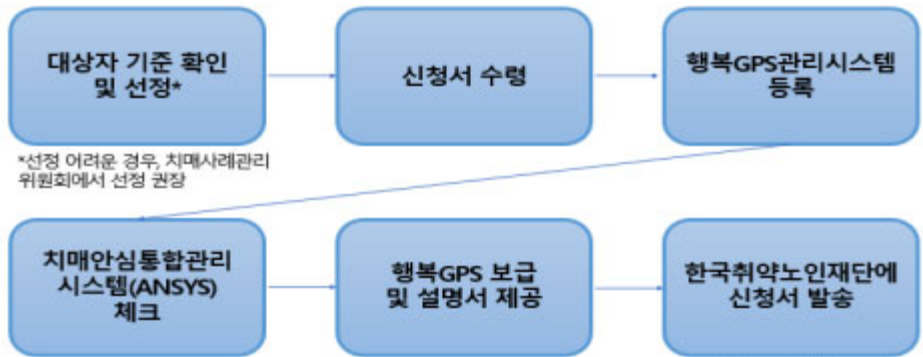 대상자 기준 확인
및 선정*
신청서 수령
행복GPS관리시스템
등록
*선정 어려운 경우, 치매사례관리
위원회에서 선정 권장
치매안심통합관리
시스템(ANSYS)
체크
행복GPS 보급
및 설명서 제공
한국취약노인재단에
신청서 발송